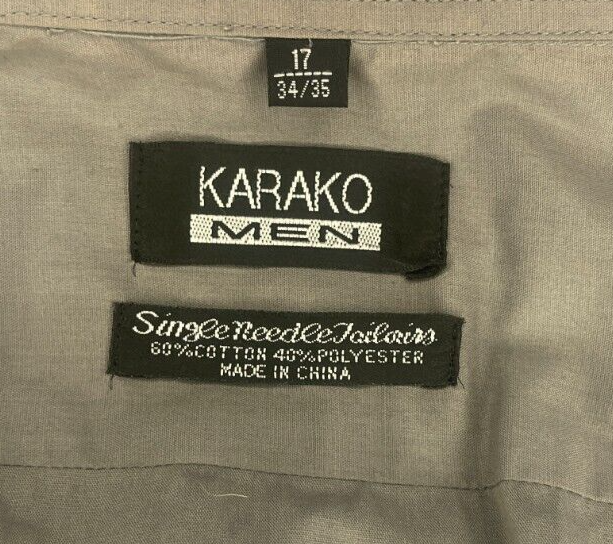 17
34/35
KARAKO
MEN
Single Needle Tailoring
60%COTTON 40%POLYESTER
MADE IN CHINA